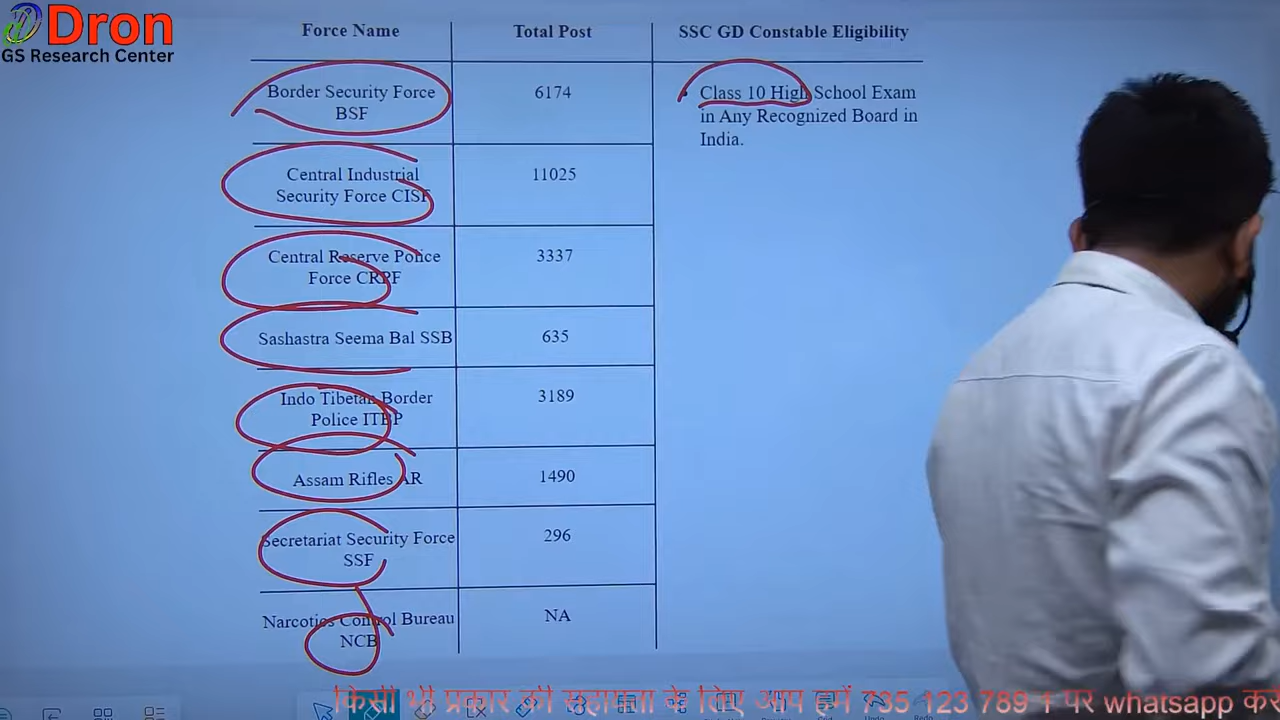 Dron
GS Research Center
Force Name
Total Post
SSC GD Constable Eligibility
Border Security Force
BSF
6174
• Class 10 High School Exam
in Any Recognized Board in
India.
Central Industrial
Security Force CISF
11025
Central Reserve Police
Force CRPF
3337
Sashastra Seema Bal SSB
635
Indo Tibetan Border
Police ITBP
3189
Assam Rifles AR
1490
Secretariat Security Force
SSF
296
Narcotics Control Bureau
NCB
NA
किसी भी प्रकार की सहायता के लिए आप हमें 735 123 789 1 पर whatsapp कर